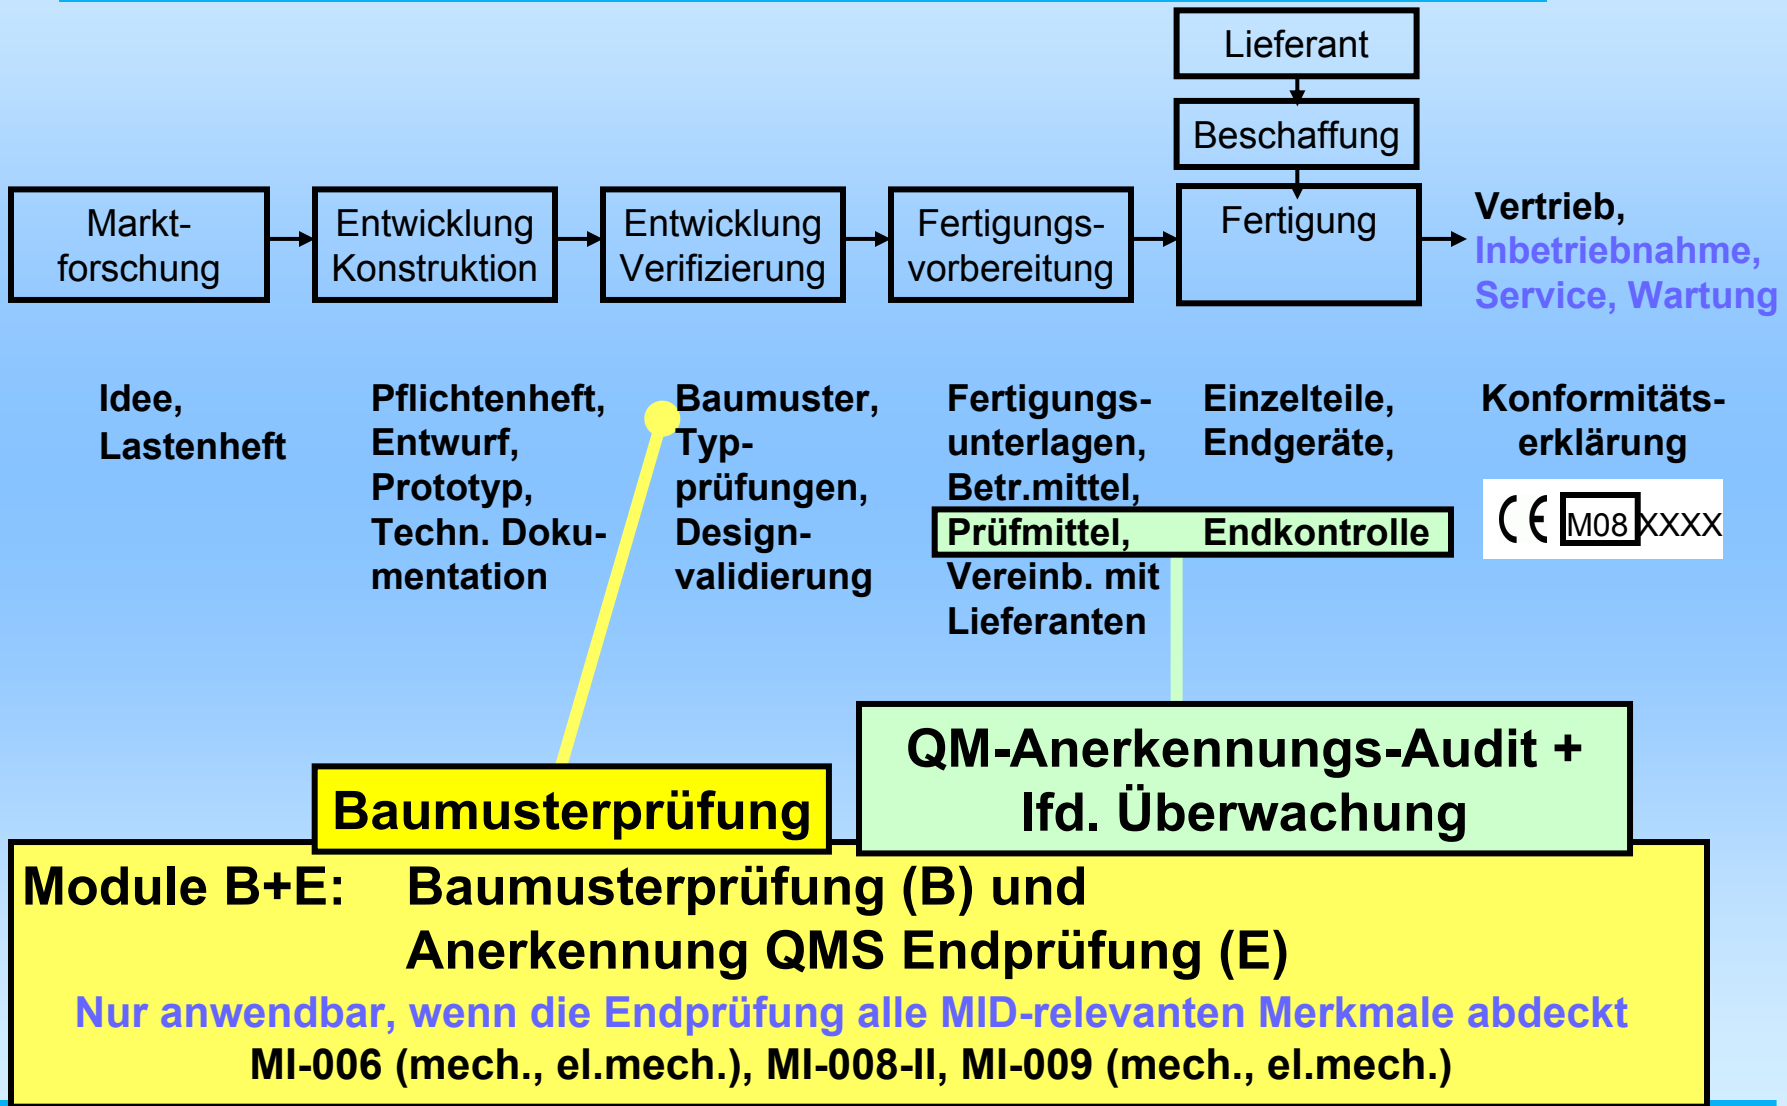 Lieferant
Beschaffung
Markt-
forschung
Entwicklung
Konstruktion
Entwicklung
Verifizierung
Fertigungs-
vorbereitung
Fertigung
Vertrieb,
Inbetriebnahme,
Service, Wartung
Idee,
Lastenheft
Pflichtenheft,
Entwurf,
Prototyp,
Techn. Doku-
mentation
Baumuster,
Typ-
prüfungen,
Design-
validierung
Fertigungs-
unterlagen,
Betr.mittel,
Prüfmittel,
Vereinb. mit
Lieferanten
Einzelteile,
Endgeräte,
Endkontrolle
Konformitäts-
erklärung
CE M08 XXXX
Baumusterprüfung
QM-Anerkennungs-Audit +
lfd. Überwachung
Module B+E: Baumusterprüfung (B) und
Anerkennung QMS Endprüfung (E)
Nur anwendbar, wenn die Endprüfung alle MID-relevanten Merkmale abdeckt
MI-006 (mech., el.mech.), MI-008-II, MI-009 (mech., el.mech.)